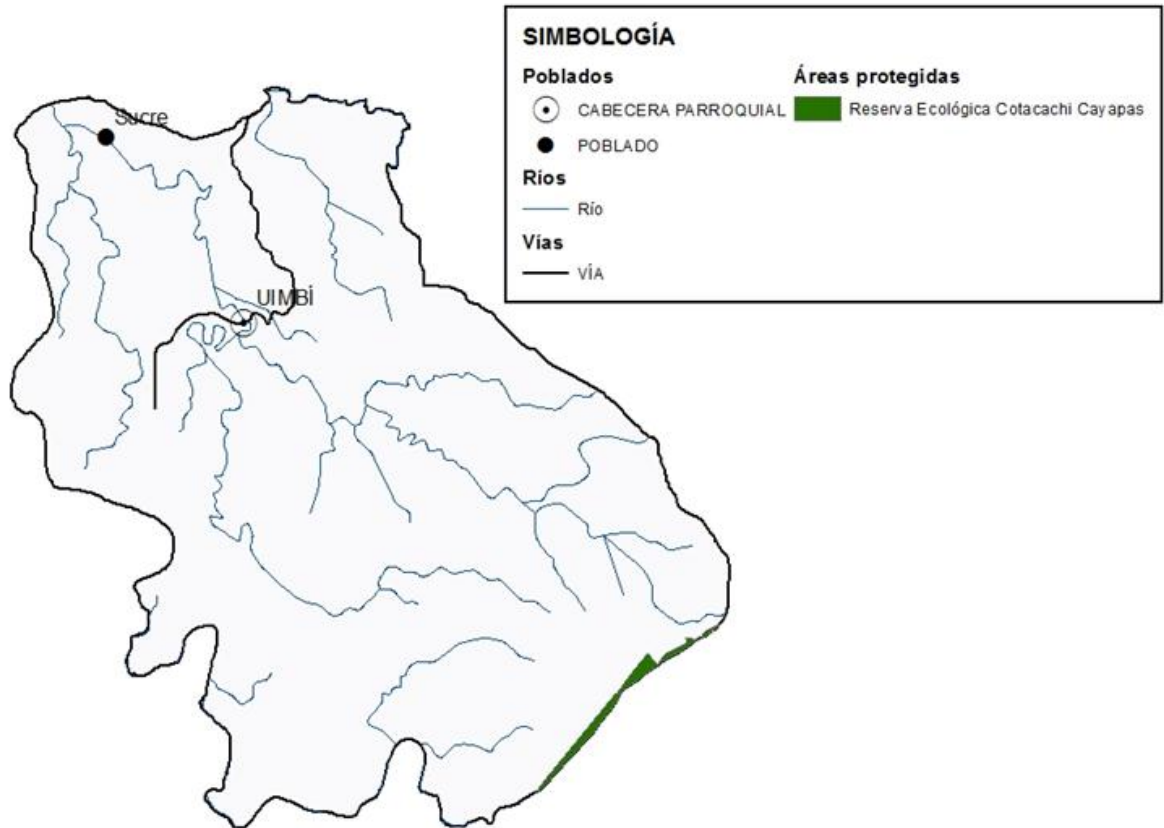 SIMBOLOGÍA
Poblados
CABECERA PARROQUIAL
POBLADO
Ríos
Río
Vías
VÍA
Áreas protegidas
Reserva Ecológica Cotacachi Cayapas
Sucre
UIMBÍ